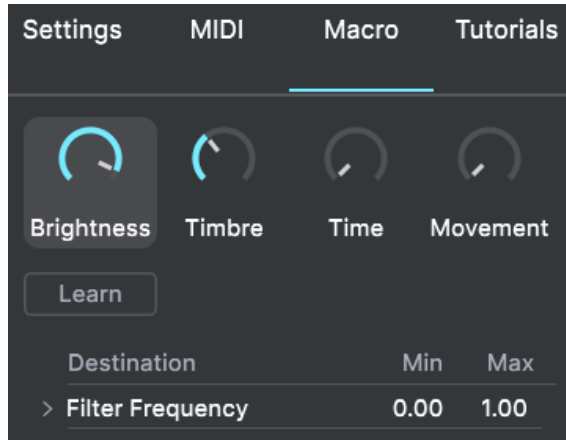 Settings MIDI Macro Tutorials
Brightness Timbre Time Movement
Learn
Destination Min Max
Filter Frequency 0.00 1.00